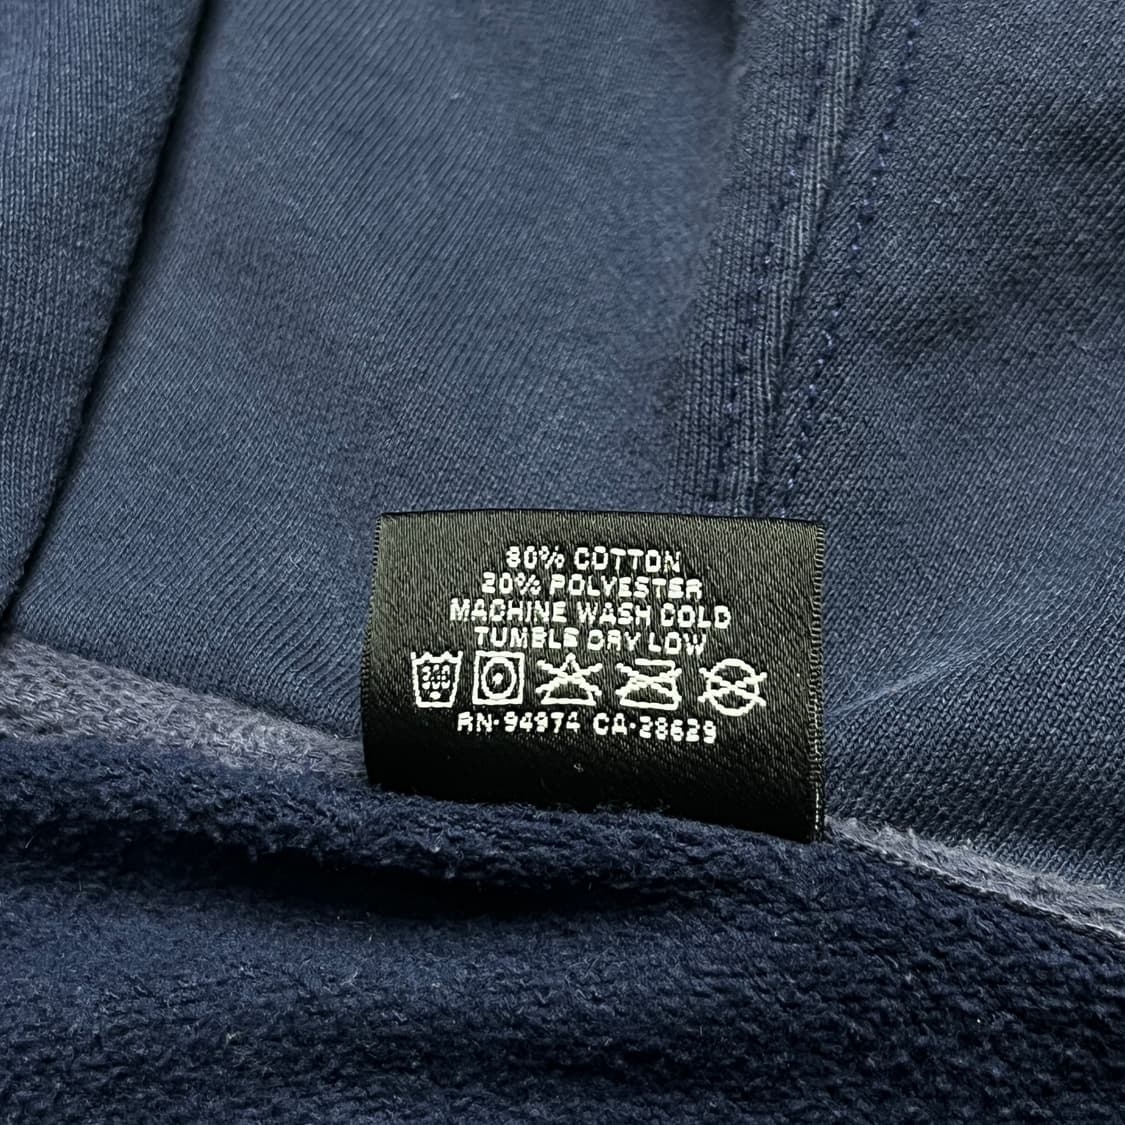 80% COTTON
20% POLYESTER
MACHINE WASH COLD
TUMBLE DRY LOW
RN-94974 CA-28629